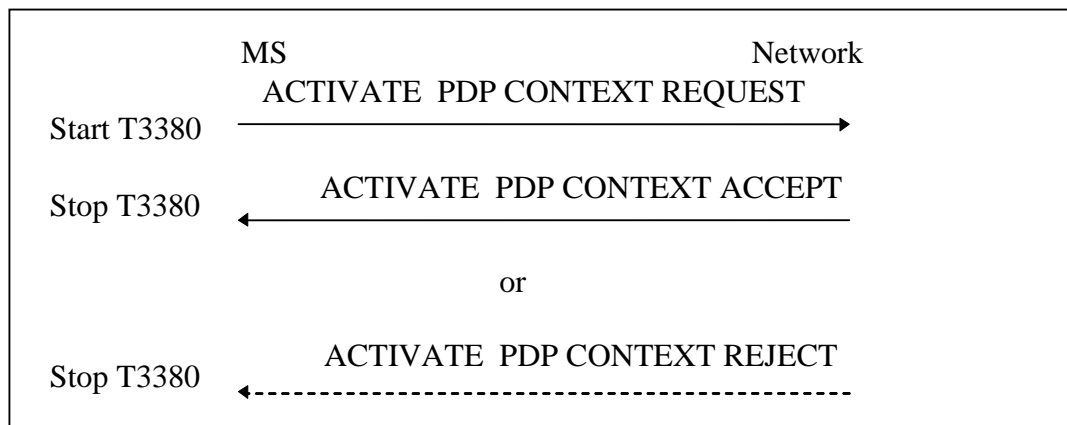 MS Network
ACTIVATE PDP CONTEXT REQUEST
Start T3380
ACTIVATE PDP CONTEXT ACCEPT
Stop T3380
or
ACTIVATE PDP CONTEXT REJECT
Stop T3380